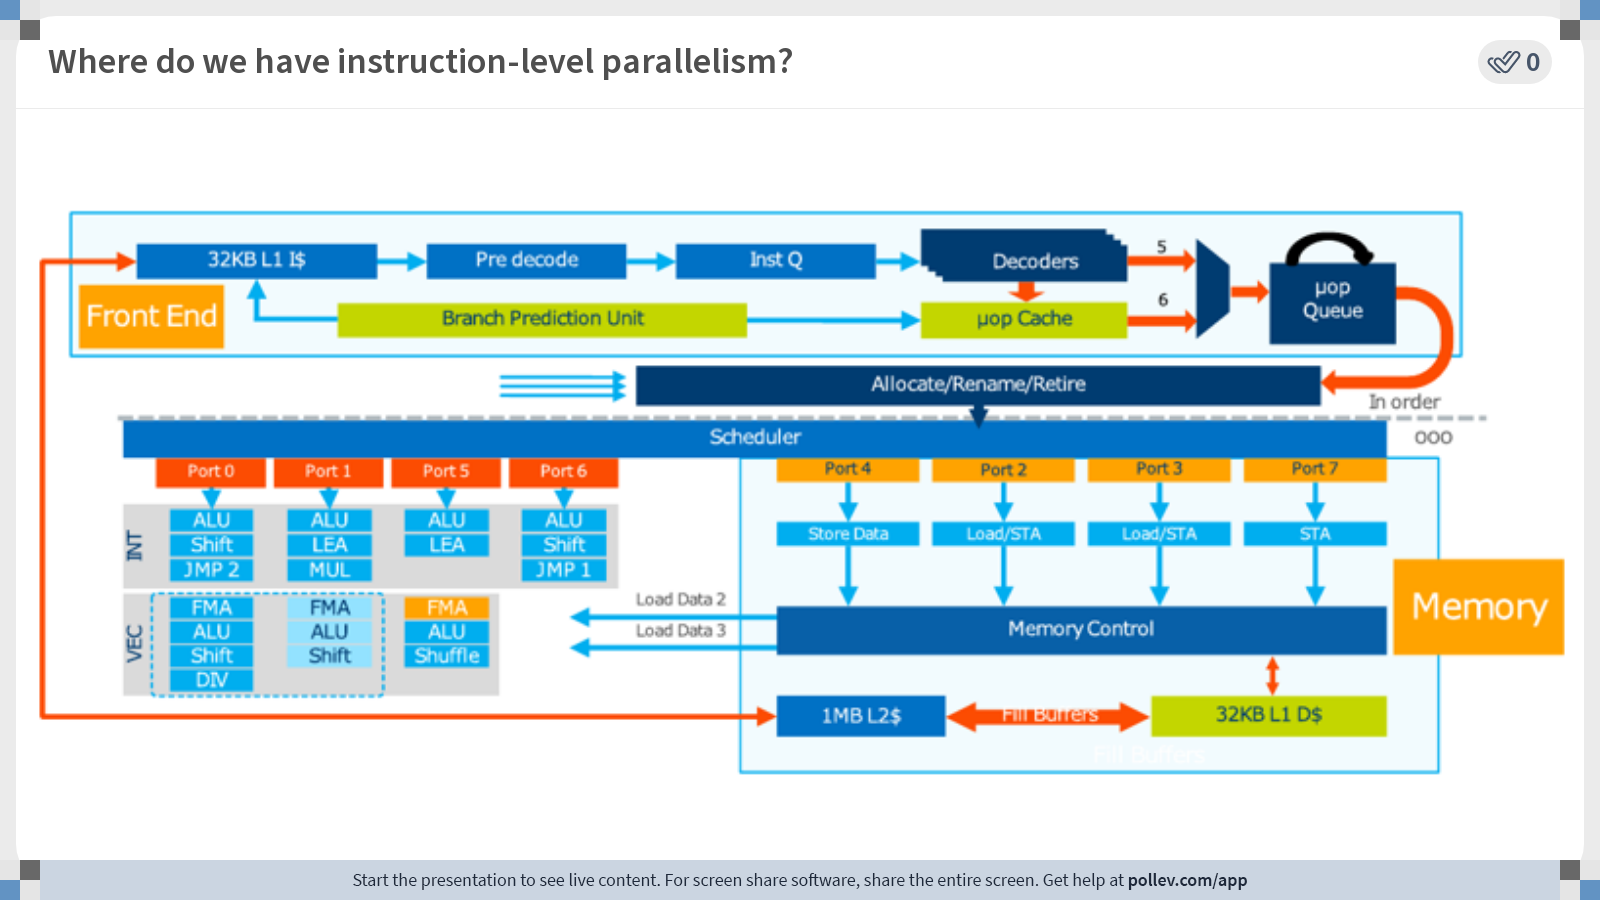 Where do we have instruction-level parallelism?
0
32KB L1 I$
Pre decode
Inst Q
Decoders
5
6
µop
Queue
Front End
Branch Prediction Unit
µop Cache
Allocate/Rename/Retire
In order
Scheduler
OOO
Port 0
Port 1
Port 5
Port 6
Port 4
Port 2
Port 3
Port 7
INT
ALU
Shift
JMP 2
ALU
LEA
MUL
ALU
LEA
ALU
Shift
JMP 1
Store Data
Load/STA
Load/STA
STA
VEC
FMA
ALU
Shift
DIV
FMA
ALU
Shift
FMA
ALU
Shuffle
Load Data 2
Load Data 3
Memory Control
Memory
1MB L2$
Fill Buffers
32KB L1 D$
Fill Buffers
Start the presentation to see live content. For screen share software, share the entire screen. Get help at pollev.com/app